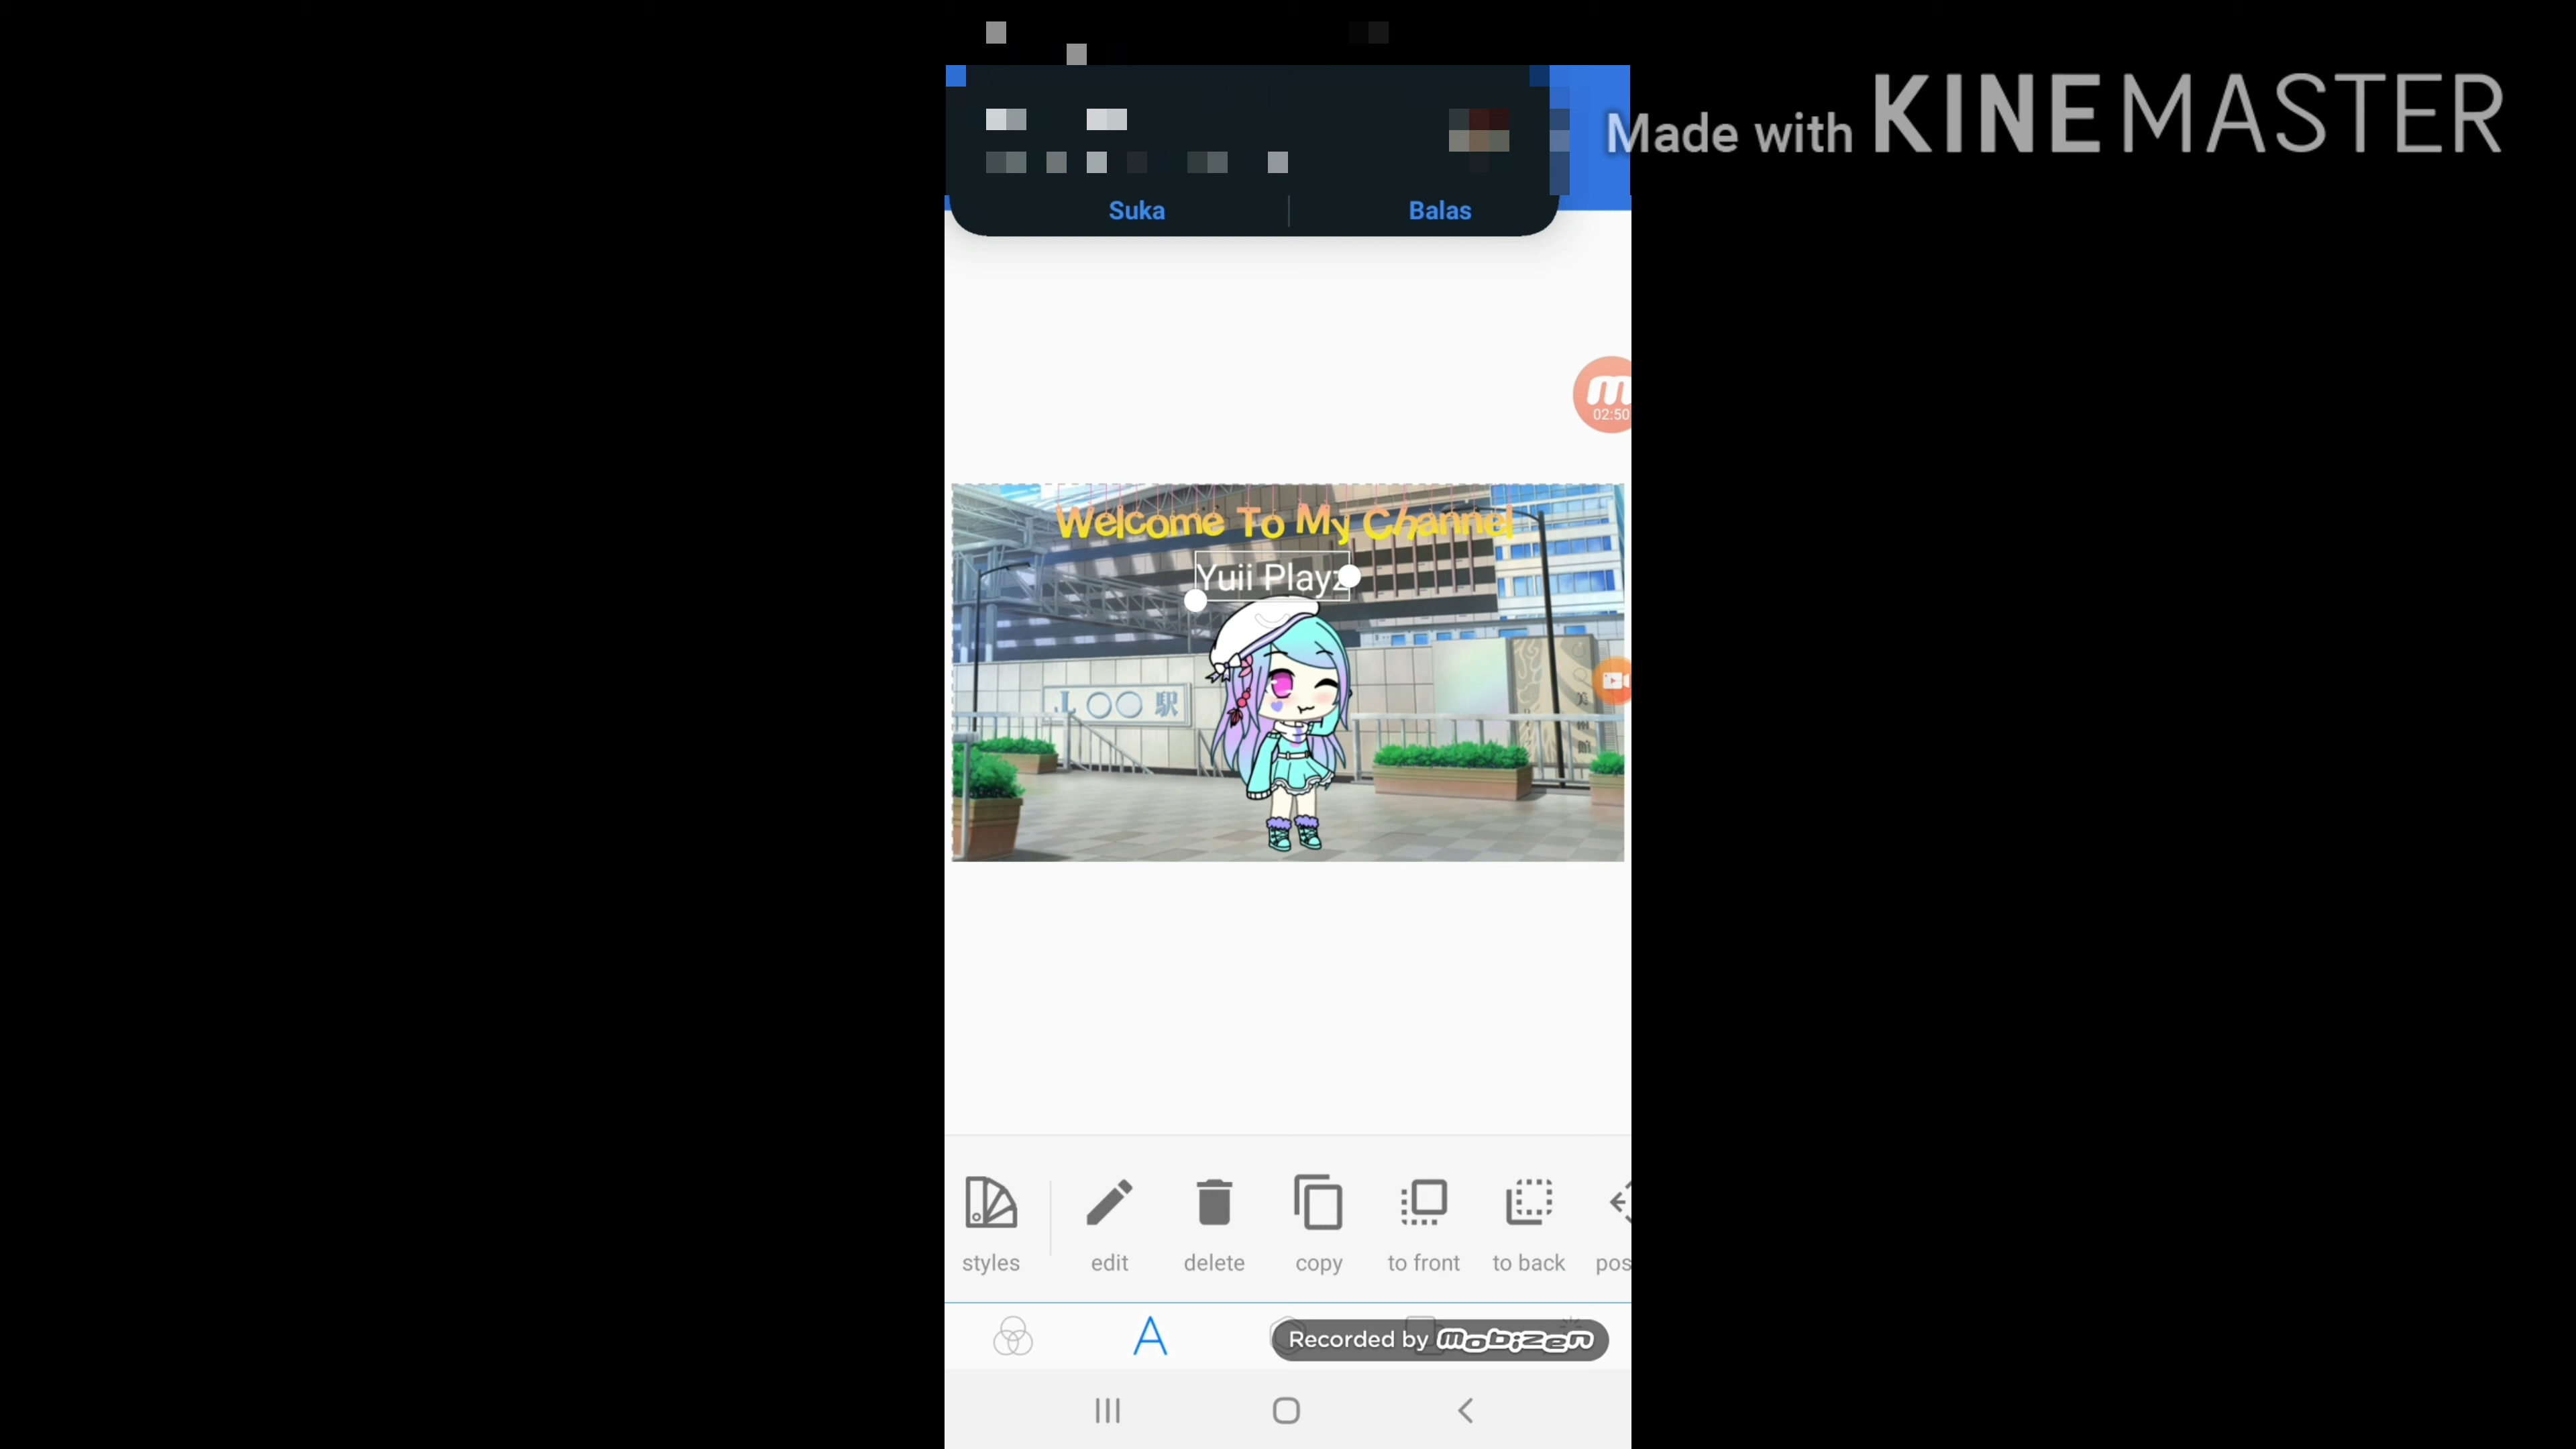 Made with KINEMASTER
Suka Balas
02:50
Welcome To My Channel
Yuii Playz
駅
styles edit delete copy to front to back pos
Recorded by mobizen